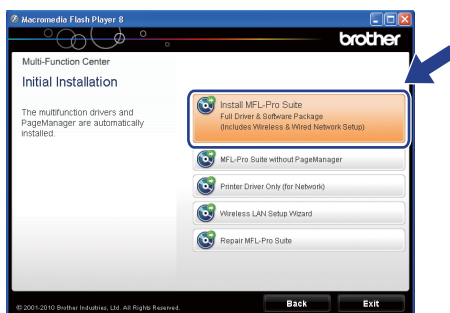 Macromedia Flash Player 8
brother
Multi-Function Center
Initial Installation
The multifunction drivers and
PageManager are automatically
installed.
Install MFL-Pro Suite
Full Driver & Software Package
(Includes Wireless & Wired Network Setup)
MFL-Pro Suite without PageManager
Printer Driver Only (for Network)
Wireless LAN Setup Wizard
Repair MFL-Pro Suite
© 2001-2010 Brother Industries, Ltd. All Rights Reserved.
Back
Exit